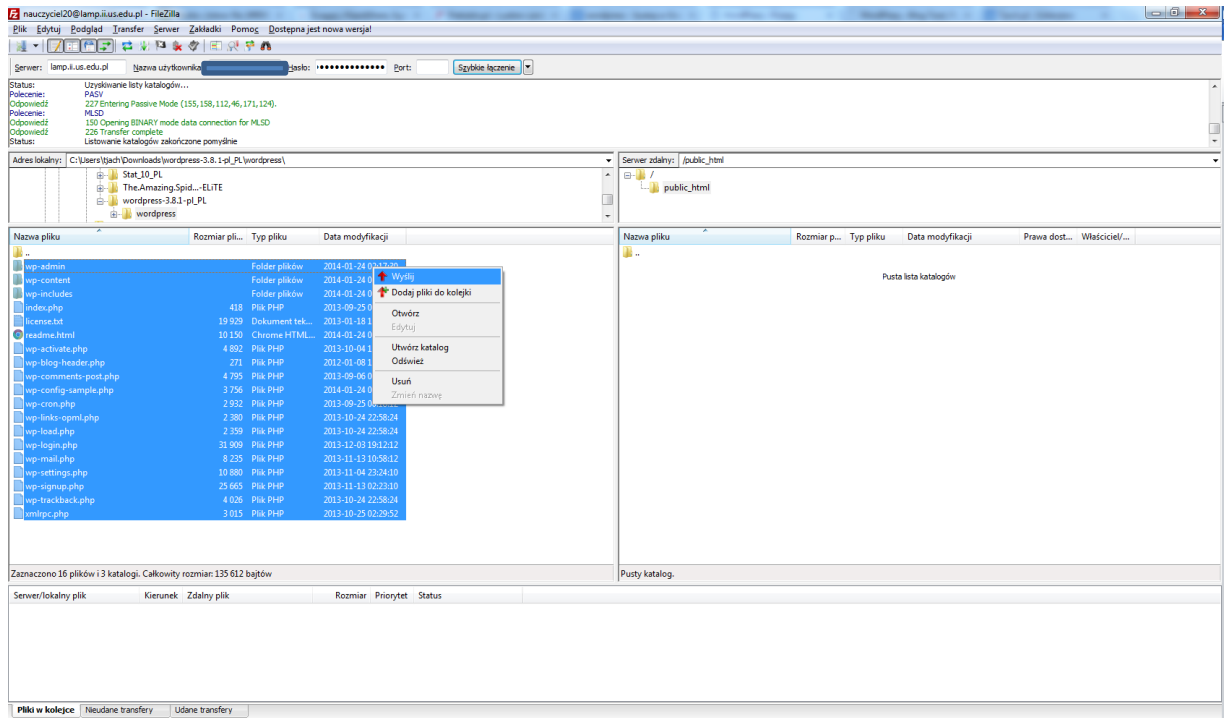 nauczyciel20@lamp.ii.us.edu.pl - FileZilla
Plik Edytuj Podgląd Transfer Serwer Zakładki Pomoc Dostępna jest nowa wersja!
Serwer: lamp.ii.us.edu.pl Nazwa użytkownika Hasło: •••••••••••••• Port: Szybkie łączenie
Status: Uzyskiwanie listy katalogów...
Polecenie: PASV
Odpowiedź 227 Entering Passive Mode (155,158,112,46,171,124).
Polecenie: MLSD
Odpowiedź 150 Opening BINARY mode data connection for MLSD
Odpowiedź 226 Transfer complete
Status: Listowanie katalogów zakończone pomyślnie
Adres lokalny: C:\Users\tjach\Downloads\wordpress-3.8.1-pl_PL\wordpress\
Stat_10_PL
The.Amazing.Spid...-ELiTE
wordpress-3.8.1-pl_PL
wordpress
Serwer zdalny: /public_html
/
public_html
Nazwa pliku Rozmiar pli... Typ pliku Data modyfikacji
..
wp-admin Folder plików 2014-01-24 02:17:20
wp-content Folder plików 2014-01-24 0
wp-includes Folder plików 2014-01-24 0
index.php 418 Plik PHP 2013-09-25 0
license.txt 19 929 Dokument tek... 2013-01-18 1
readme.html 10 150 Chrome HTML... 2014-01-24 0
wp-activate.php 4 892 Plik PHP 2013-10-04 1
wp-blog-header.php 271 Plik PHP 2012-01-08 1
wp-comments-post.php 4 795 Plik PHP 2013-09-06 0
wp-config-sample.php 3 756 Plik PHP 2014-01-24 0
wp-cron.php 2 932 Plik PHP 2013-09-25
wp-links-opml.php 2 380 Plik PHP 2013-10-24 22:58:24
wp-load.php 2 359 Plik PHP 2013-10-24 22:58:24
wp-login.php 31 909 Plik PHP 2013-12-03 19:12:12
wp-mail.php 8 235 Plik PHP 2013-11-13 10:58:12
wp-settings.php 10 880 Plik PHP 2013-11-04 23:24:10
wp-signup.php 25 665 Plik PHP 2013-11-13 02:23:10
wp-trackback.php 4 026 Plik PHP 2013-10-24 22:58:24
xmlrpc.php 3 015 Plik PHP 2013-10-25 02:29:52
Wyślij
Dodaj pliki do kolejki
Otwórz
Edytuj
Utwórz katalog
Odśwież
Usuń
Zmień nazwę
Zaznaczono 16 plików i 3 katalogi. Całkowity rozmiar: 135 612 bajtów
Nazwa pliku Rozmiar p... Typ pliku Data modyfikacji Prawa dost... Właściciel/...
..
Pusta lista katalogów
Pusty katalog.
Serwer/lokalny plik Kierunek Zdalny plik Rozmiar Priorytet Status
Pliki w kolejce Nieudane transfery Udane transfery